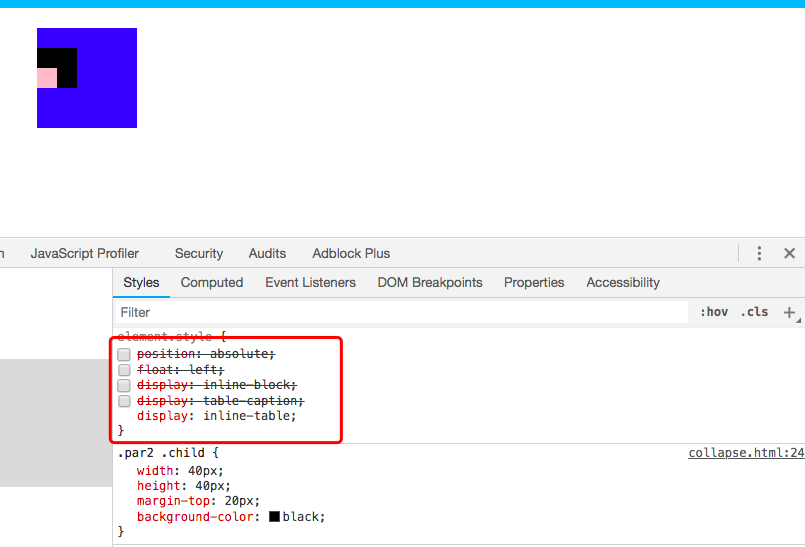 JavaScript Profiler Security Audits Adblock Plus
Styles Computed Event Listeners DOM Breakpoints Properties Accessibility
Filter :hov .cls +
element.style {
position: absolute;
float: left;
display: inline-block;
display: table-caption;
display: inline-table;
}
.par2 .child { collapse.html:24
width: 40px;
height: 40px;
margin-top: 20px;
background-color: black;
}